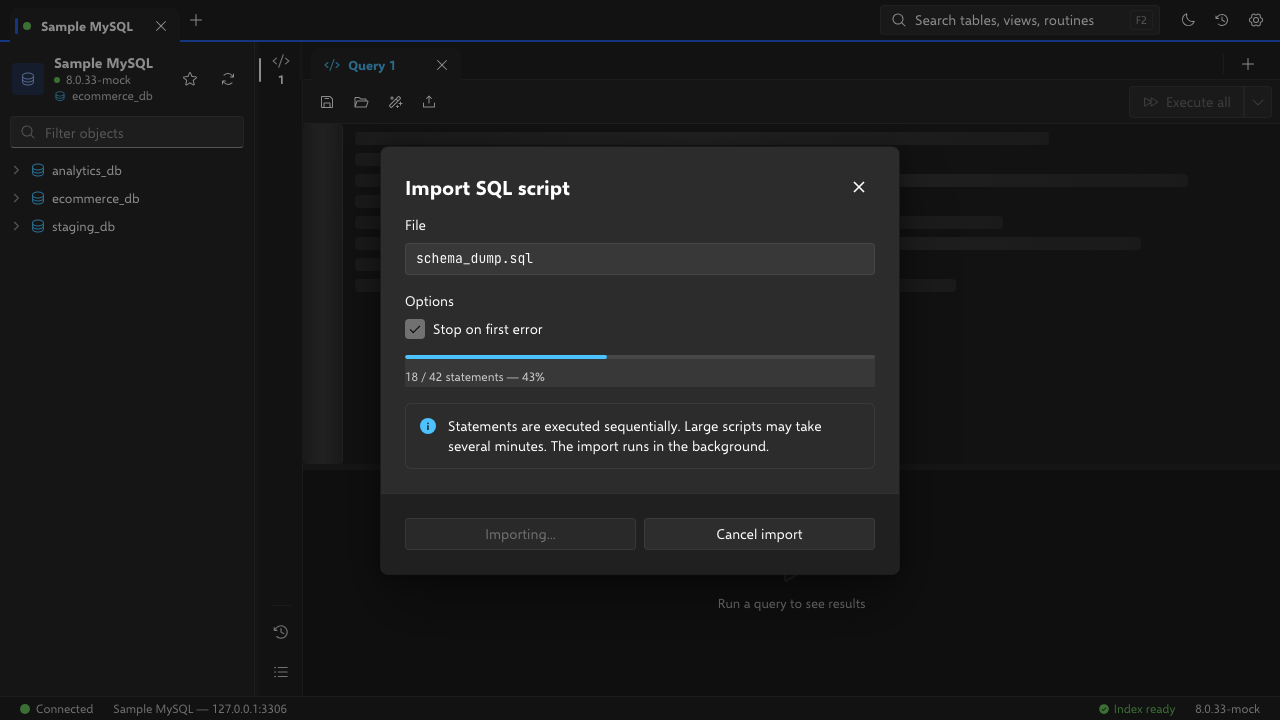 Sample MySQL
Search tables, views, routines
F2
Sample MySQL
8.0.33-mock
ecommerce_db
Filter objects
analytics_db
ecommerce_db
staging_db
1
Query 1
Execute all
Import SQL script
File
schema_dump.sql
Options
Stop on first error
18 / 42 statements — 43%
Statements are executed sequentially. Large scripts may take
several minutes. The import runs in the background.
Importing...
Cancel import
Run a query to see results
Connected
Sample MySQL — 127.0.0.1:3306
Index ready
8.0.33-mock